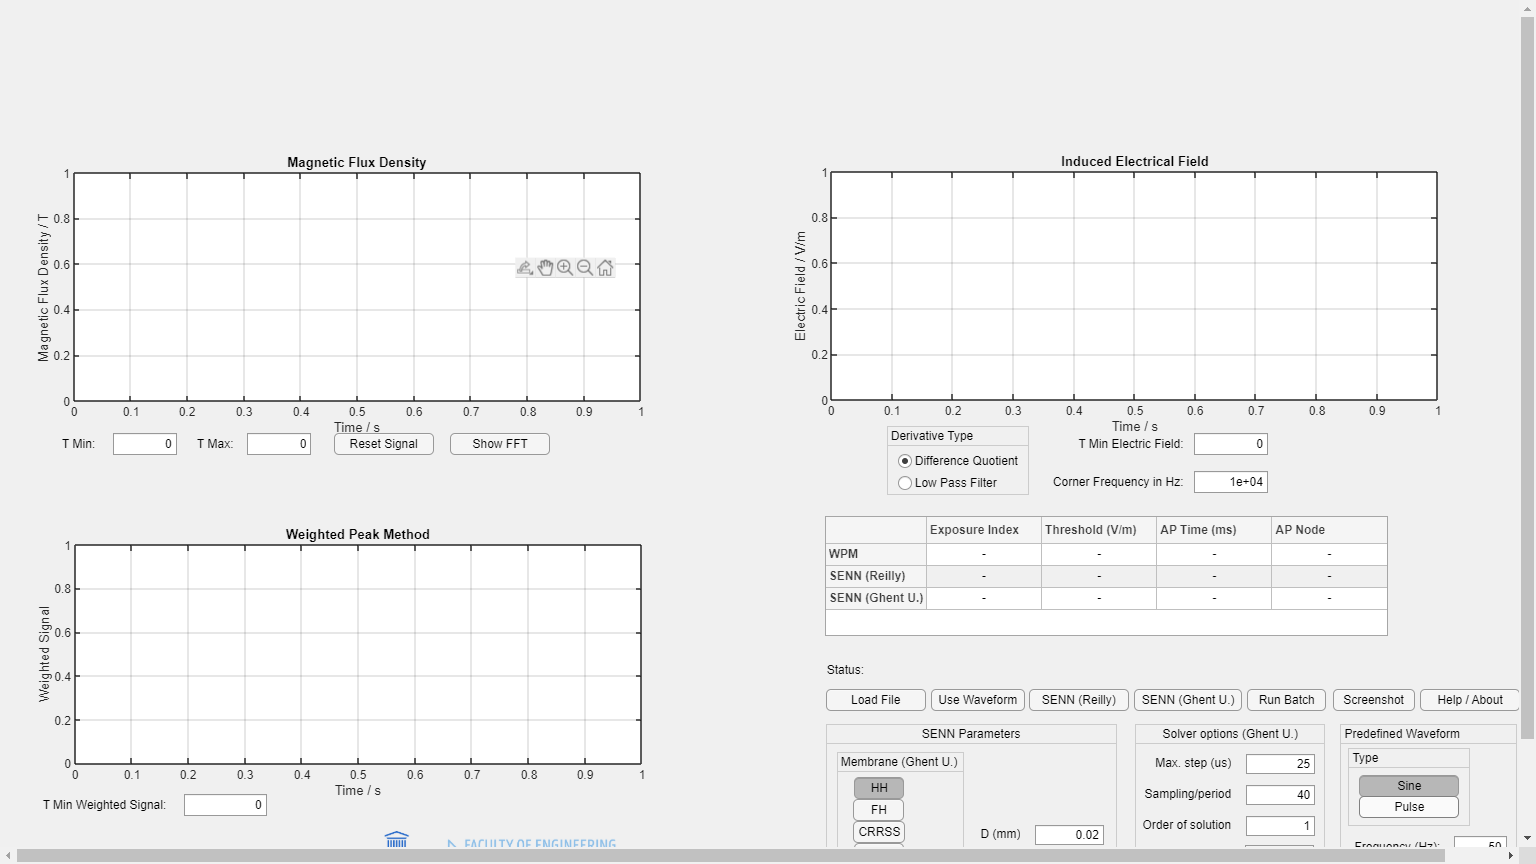 Magnetic Flux Density
1
0.8
0.6
0.4
0.2
0
Magnetic Flux Density / T
0 0.1 0.2 0.3 0.4 0.5 0.6 0.7 0.8 0.9 1
Time / s
T Min: 0 T Max: 0 Reset Signal Show FFT
Induced Electrical Field
1
0.8
0.6
0.4
0.2
0
Electric Field / V/m
0 0.1 0.2 0.3 0.4 0.5 0.6 0.7 0.8 0.9 1
Time / s
Derivative Type
Difference Quotient
Low Pass Filter
T Min Electric Field: 0
Corner Frequency in Hz: 1e+04
Weighted Peak Method
1
0.8
0.6
0.4
0.2
0
Weighted Signal
0 0.1 0.2 0.3 0.4 0.5 0.6 0.7 0.8 0.9 1
Time / s
T Min Weighted Signal: 0
FACULTY OF ENGINEERING
Exposure Index Threshold (V/m) AP Time (ms) AP Node
WPM - - - -
SENN (Reilly) - - - -
SENN (Ghent U.) - - - -
Status:
Load File Use Waveform SENN (Reilly) SENN (Ghent U.) Run Batch Screenshot Help / About
SENN Parameters
Membrane (Ghent U.)
HH
FH
CRRSS
D (mm) 0.02
Solver options (Ghent U.)
Max. step (us) 25
Sampling/period 40
Order of solution 1
Predefined Waveform
Type
Sine
Pulse
Frequency (Hz): 50